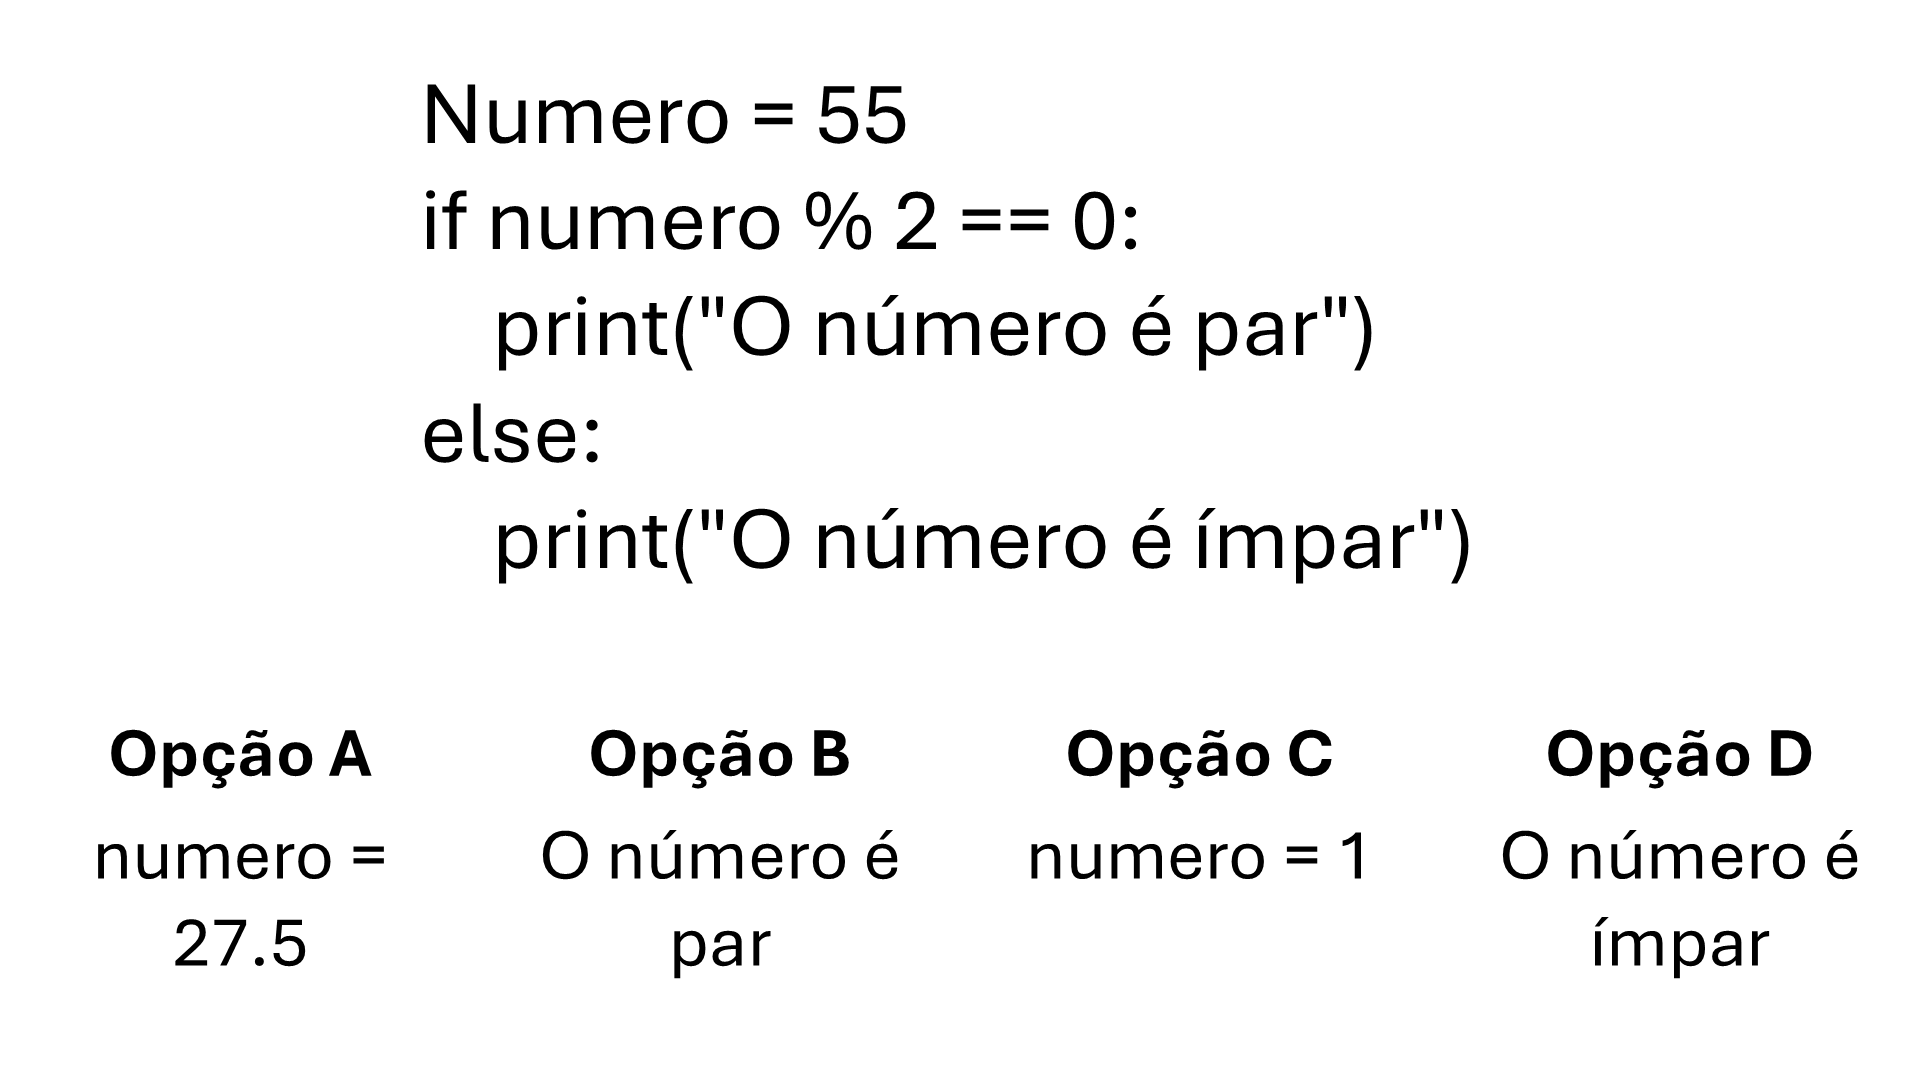 Numero = 55
if numero % 2 == 0:
    print("O número é par")
else:
    print("O número é ímpar")
Opção A
numero =
27.5
Opção B
O número é
par
Opção C
numero = 1
Opção D
O número é
ímpar